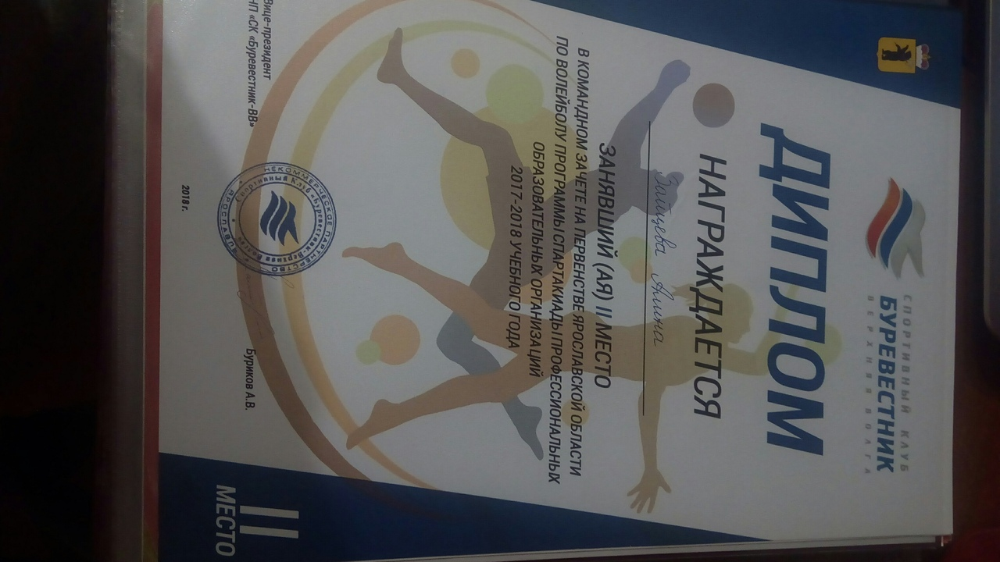 СПОРТИВНЫЙ КЛУБ
БУРЕВЕСТНИК
ВЕРХНЯЯ ВОЛГА
ДИПЛОМ
НАГРАЖДАЕТСЯ
Зайцева Алина
ЗАНЯВШИЙ (АЯ) II МЕСТО
В КОМАНДНОМ ЗАЧЕТЕ НА ПЕРВЕНСТВЕ ЯРОСЛАВСКОЙ ОБЛАСТИ
ПО ВОЛЕЙБОЛУ ПРОГРАММЫ СПАРТАКИАДЫ ПРОФЕССИОНАЛЬНЫХ
ОБРАЗОВАТЕЛЬНЫХ ОРГАНИЗАЦИЙ
2017-2018 УЧЕБНОГО ГОДА
Вице-президент
НП «СК «Буревестник-ВВ»
Буриков А.В.
НЕКОММЕРЧЕСКОЕ ПАРТНЕРСТВО
Спортивный Клуб «Буревестник-Верхняя Волга»
ЯРОСЛАВЛЬ
2018 г.
II
МЕСТО